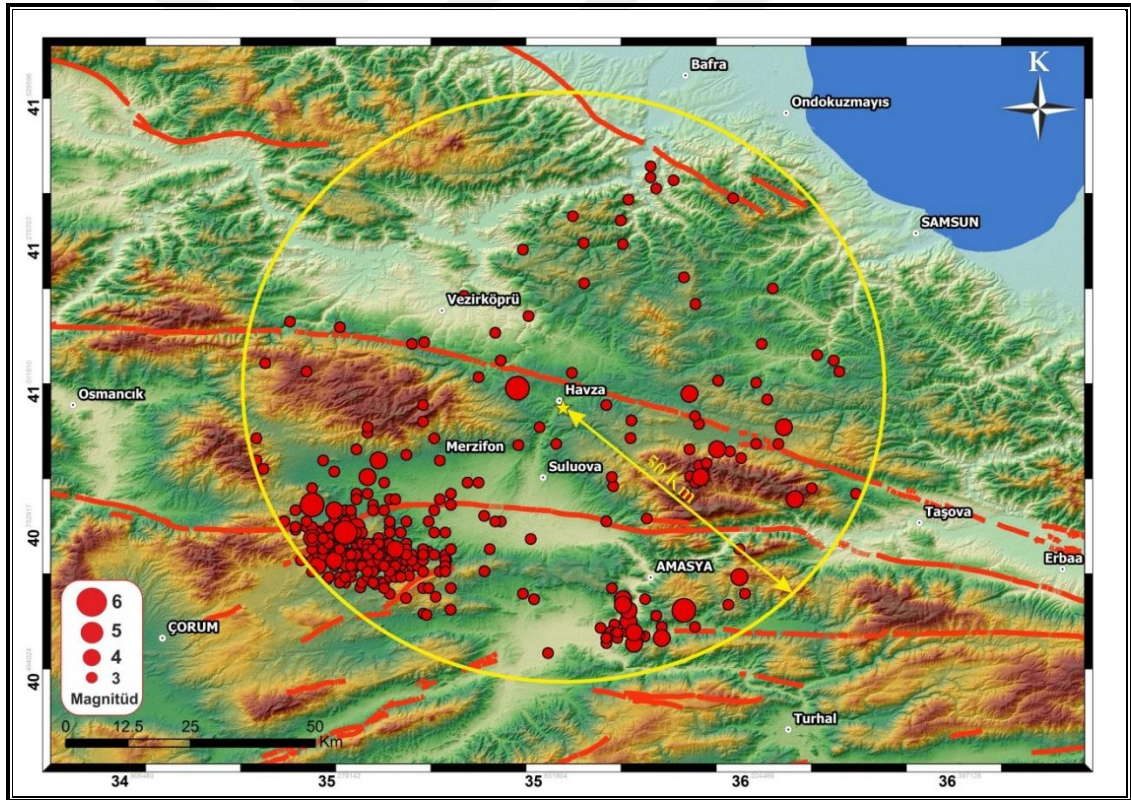 K
Bafra
Ondokuzmayıs
SAMSUN
Vezirköprü
Osmancık
Havza
Merzifon
Suluova
50 Km
Taşova
Erbaa
AMASYA
ÇORUM
Turhal
6
5
4
3
Magnitüd
0 12.5 25 50
Km
41
41
41
40
40
34 35 35 36 36